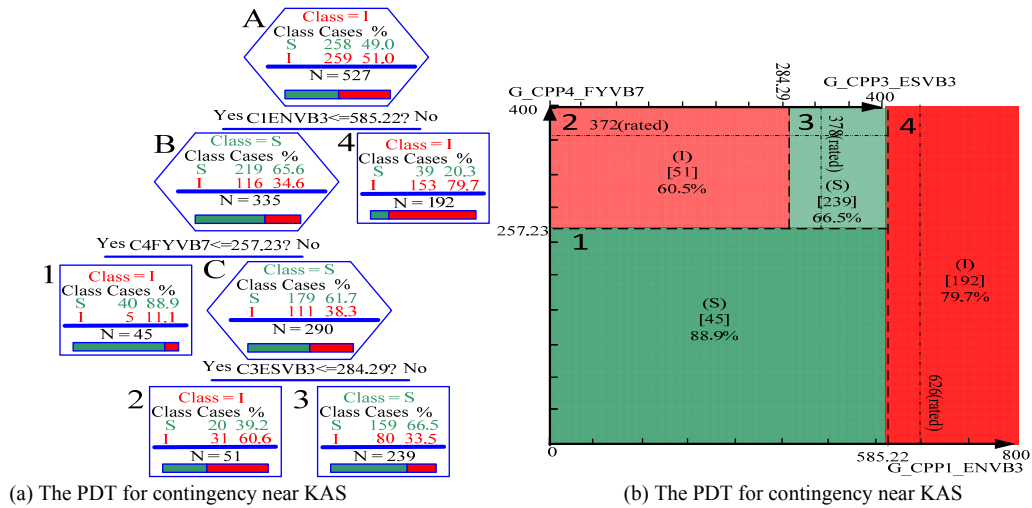 A
Class = I
Class Cases %
S 258 49.0
I 259 51.0
N = 527
Yes C1ENVB3<=585.22? No
B
Class = S
Class Cases %
S 219 65.6
I 116 34.6
N = 335
4
Class = I
Class Cases %
S 39 20.3
I 153 79.7
N = 192
Yes C4FYVB7<=257.23? No
1
Class = I
Class Cases %
S 40 88.9
I 5 11.1
N = 45
C
Class = S
Class Cases %
S 179 61.7
I 111 38.3
N = 290
Yes C3ESVB3<=284.29? No
2
Class = I
Class Cases %
S 20 39.2
I 31 60.6
N = 51
3
Class = S
Class Cases %
S 159 66.5
I 80 33.5
N = 239
(a) The PDT for contingency near KAS
G_CPP4_FYVB7
284.29
G_CPP3_ESVB3
400
400
2
372(rated)
(I)
[51]
60.5%
3
378(rated)
(S)
[239]
66.5%
4
257.23
1
(S)
[45]
88.9%
(I)
[192]
79.7%
626(rated)
0
585.22
800
G_CPP1_ENVB3
(b) The PDT for contingency near KAS